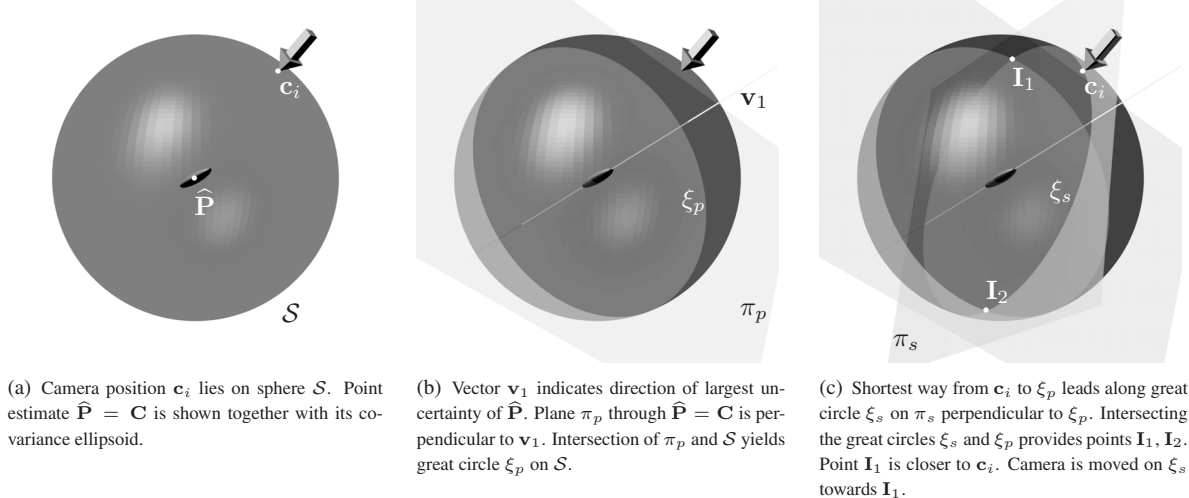 c_i
P̂
S
v_1
ξ_p
π_p
I_1
c_i
ξ_s
I_2
π_s
(a) Camera position c_i lies on sphere S. Point
estimate P̂ = C is shown together with its co-
variance ellipsoid.
(b) Vector v_1 indicates direction of largest un-
certainty of P̂. Plane π_p through P̂ = C is per-
pendicular to v_1. Intersection of π_p and S yields
great circle ξ_p on S.
(c) Shortest way from c_i to ξ_p leads along great
circle ξ_s on π_s perpendicular to ξ_p. Intersecting
the great circles ξ_s and ξ_p provides points I_1, I_2.
Point I_1 is closer to c_i. Camera is moved on ξ_s
towards I_1.